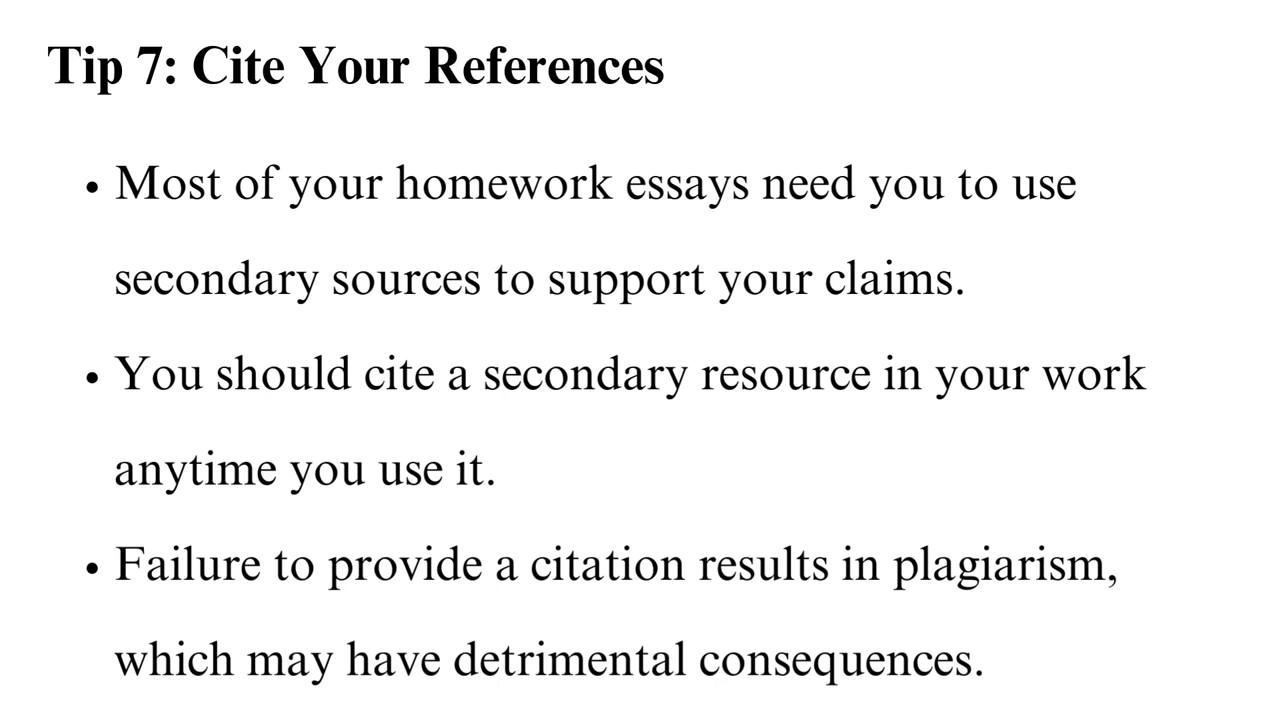 Tip 7: Cite Your References
• Most of your homework essays need you to use
secondary sources to support your claims.
• You should cite a secondary resource in your work
anytime you use it.
• Failure to provide a citation results in plagiarism,
which may have detrimental consequences.